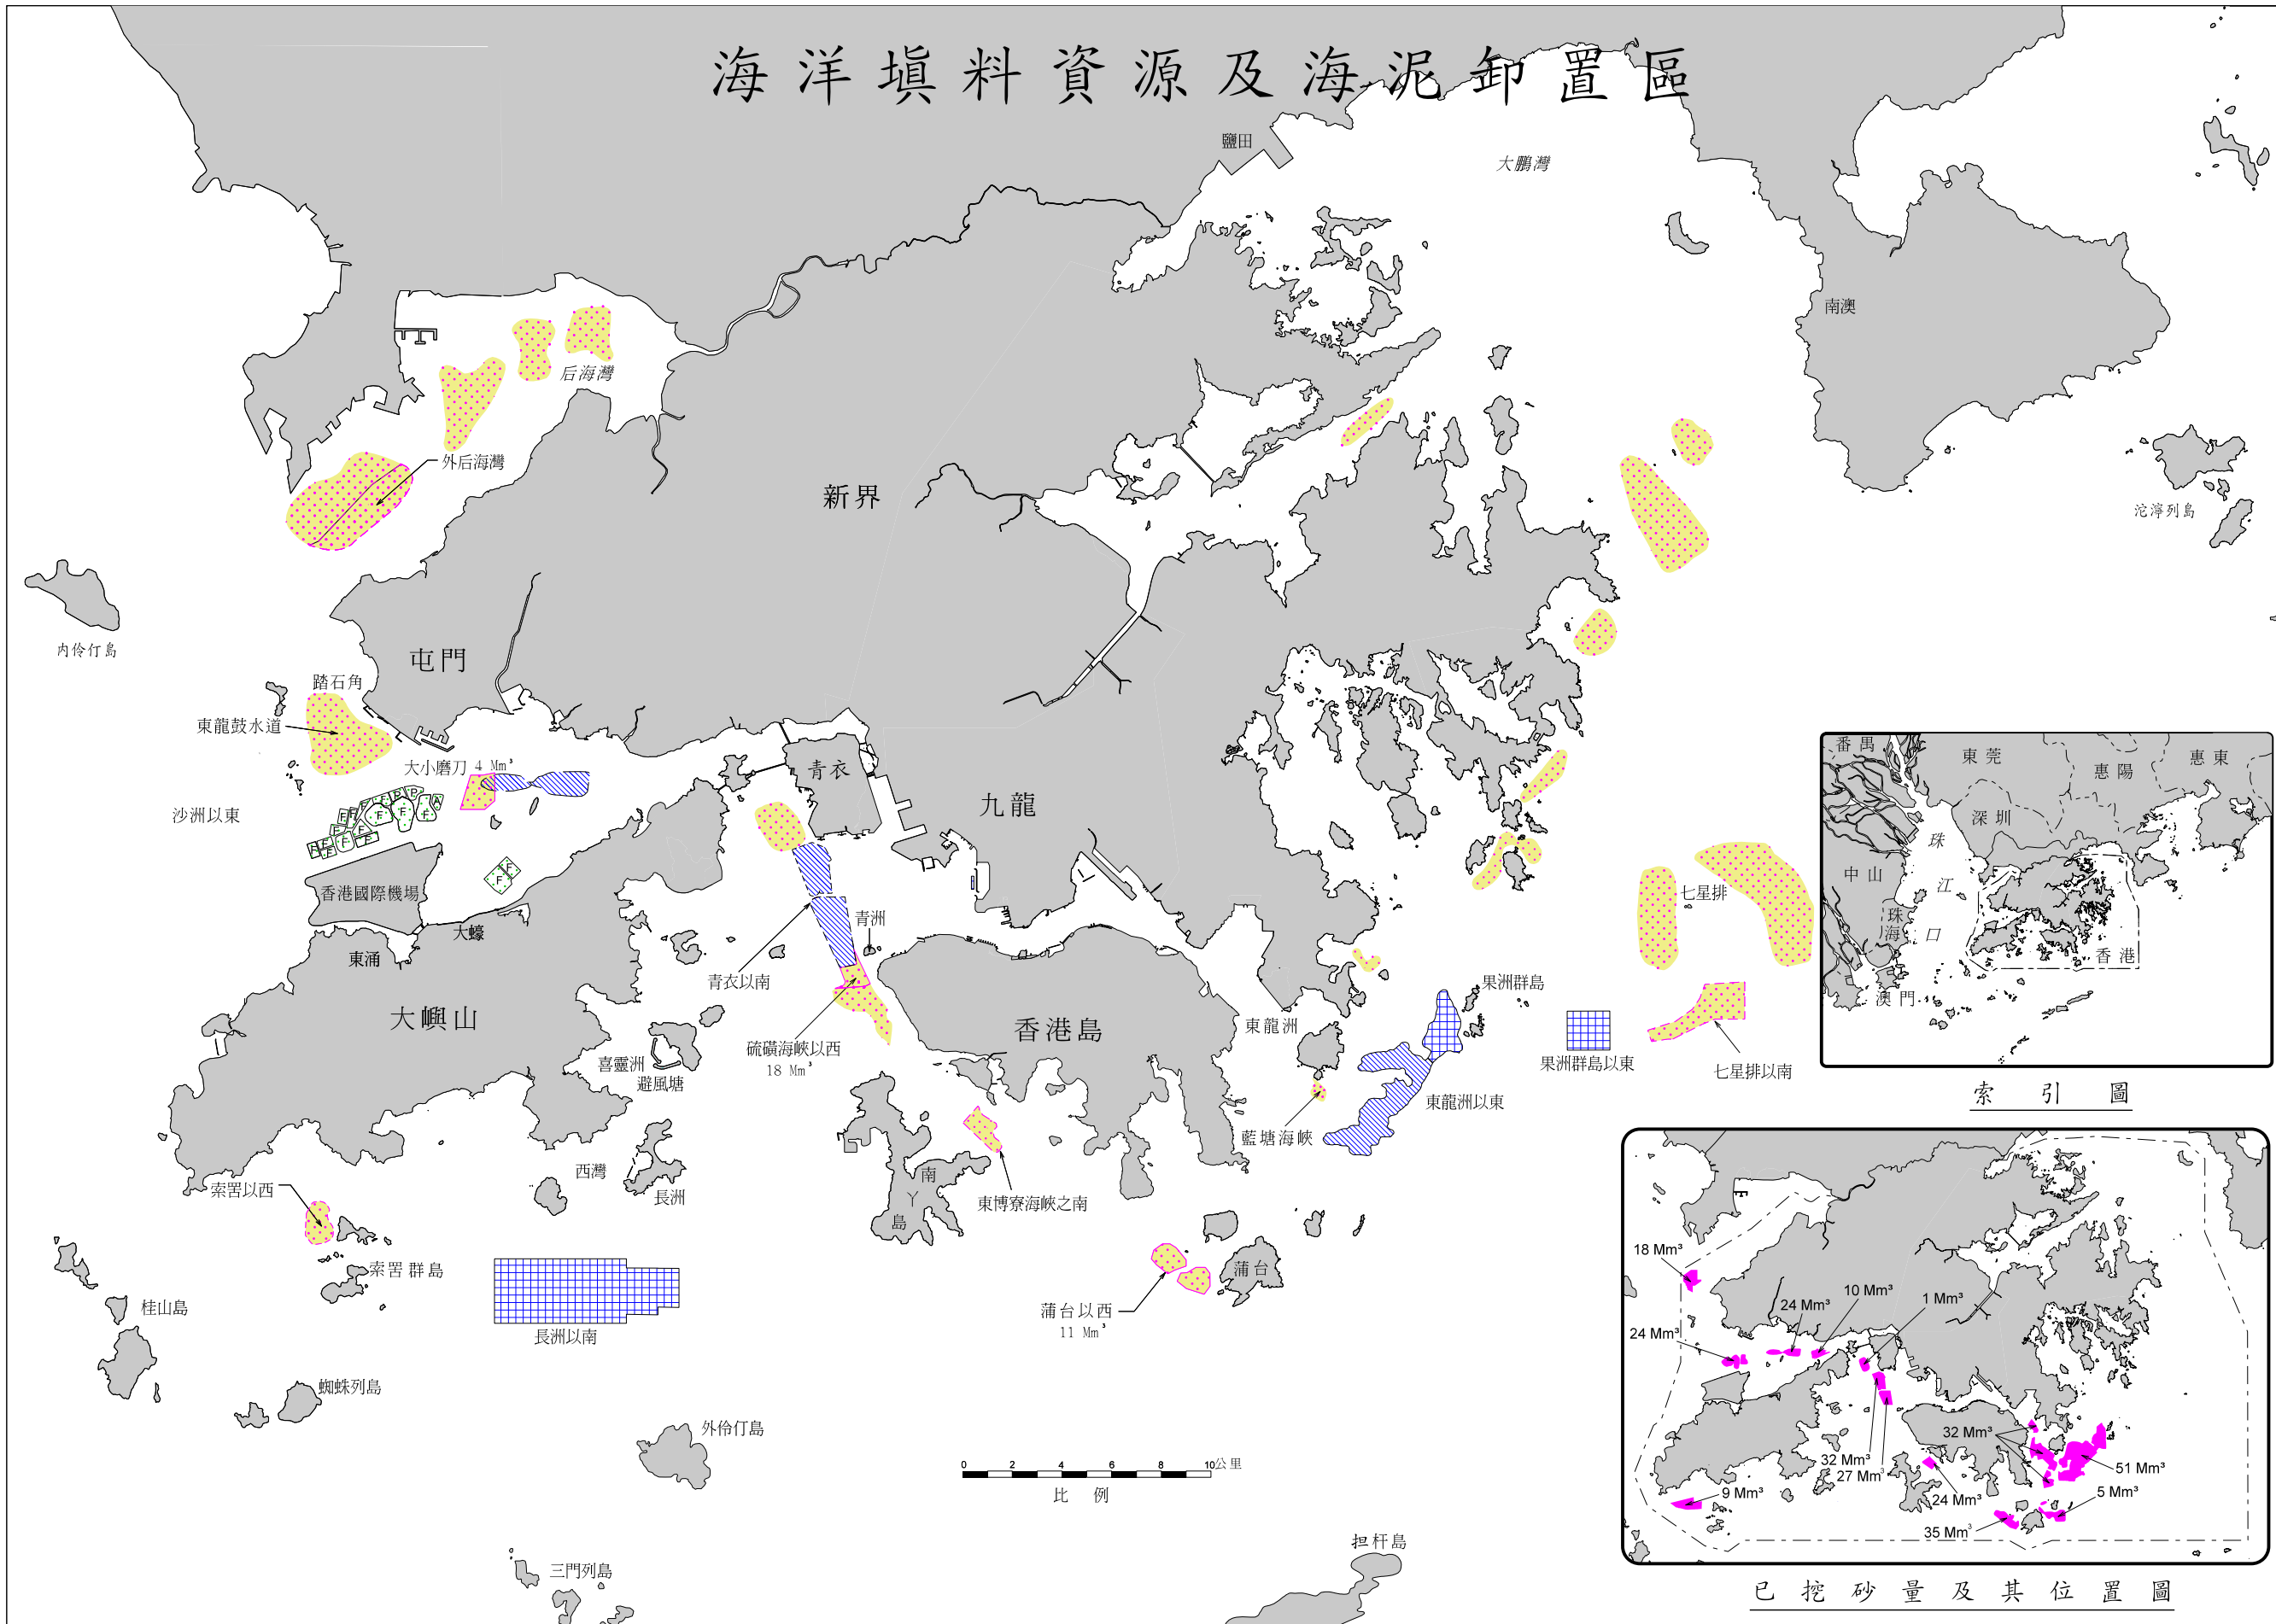 海洋塡料資源及海泥卸置區
鹽田
大鵬灣
南澳
后海灣
外后海灣
新界
沱濘列島
內伶仃島
屯門
踏石角
東龍鼓水道
大小磨刀 4 Mm³
青衣
沙洲以東
九龍
香港國際機場
七星排
青洲
大蠔
東涌
青衣以南
果洲群島
大嶼山
香港島
東龍洲
硫磺海峽以西
18 Mm³
喜靈洲
避風塘
果洲群島以東
七星排以南
東龍洲以東
藍塘海峽
西灣
長洲
南
丫
島
東博寮海峽之南
索罟以西
索罟群島
蒲台
桂山島
蒲台以西
11 Mm³
長洲以南
蜘蛛列島
外伶仃島
0 2 4 6 8 10公里
比例
三門列島
担杆島
番禺
東莞
惠陽
惠東
深圳
珠
江
口
中山
珠
海
香港
澳門
索引圖
18 Mm³
10 Mm³
24 Mm³
1 Mm³
24 Mm³
32 Mm³
32 Mm³
27 Mm³
51 Mm³
9 Mm³
24 Mm³
5 Mm³
35 Mm³
已挖砂量及其位置圖